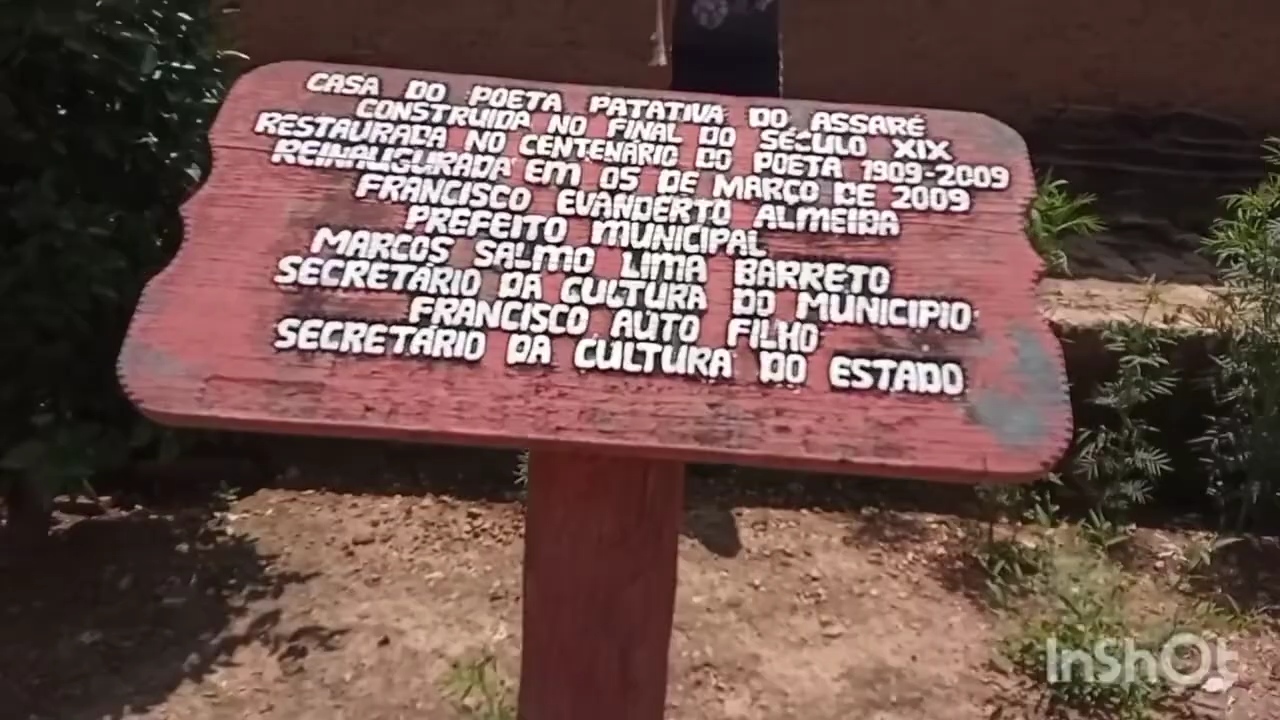 CASA DO POETA PATATIVA DO ASSARÉ
CONSTRUIDA NO FINAL DO SÉCULO XIX
RESTAURADA NO CENTENÁRIO DO POETA 1909-2009
REINAUGURADA EM 05 DE MARÇO DE 2009
FRANCISCO EVANDERTO ALMEIDA
PREFEITO MUNICIPAL
MARCOS SALMO LIMA BARRETO
SECRETÁRIO DA CULTURA DO MUNICIPIO
FRANCISCO AUTO FILHO
SECRETÁRIO DA CULTURA DO ESTADO
InShOt